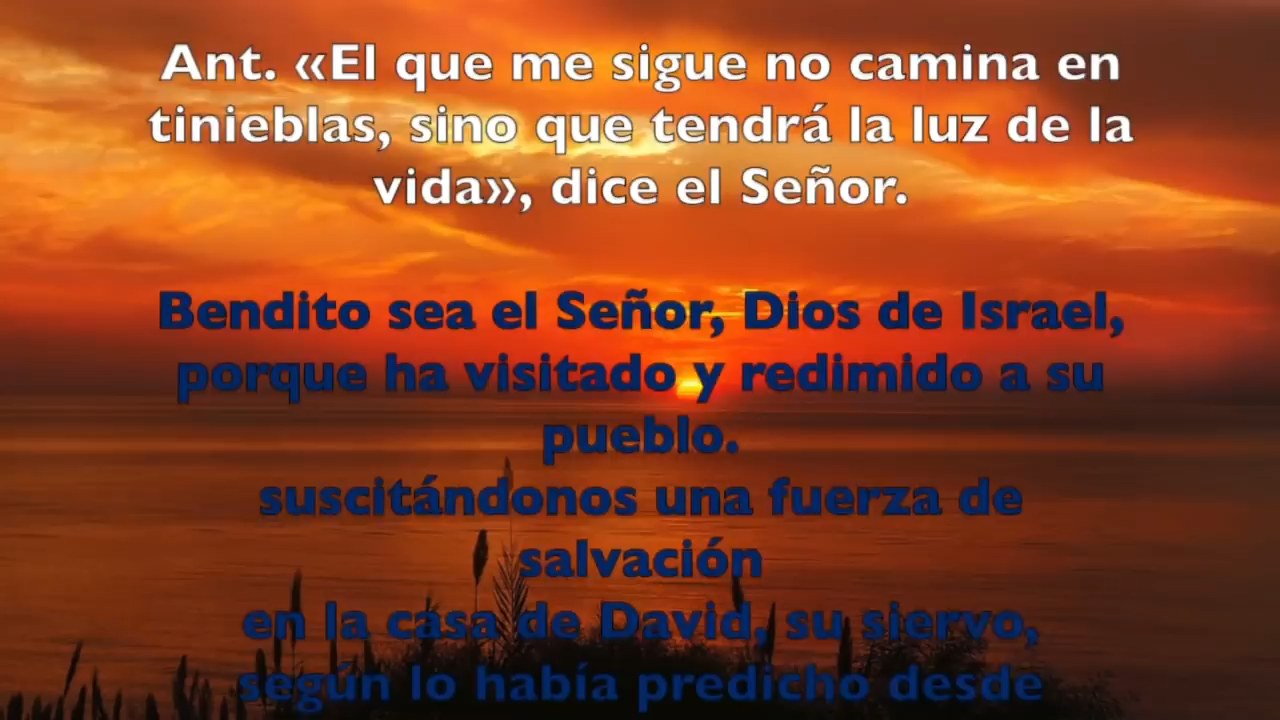 Ant. «El que me sigue no camina en
tinieblas, sino que tendrá la luz de la
vida», dice el Señor.
Bendito sea el Señor, Dios de Israel,
porque ha visitado y redimido a su
pueblo.
suscitándonos una fuerza de
salvación
en la casa de David, su siervo,
según lo había predicho desde